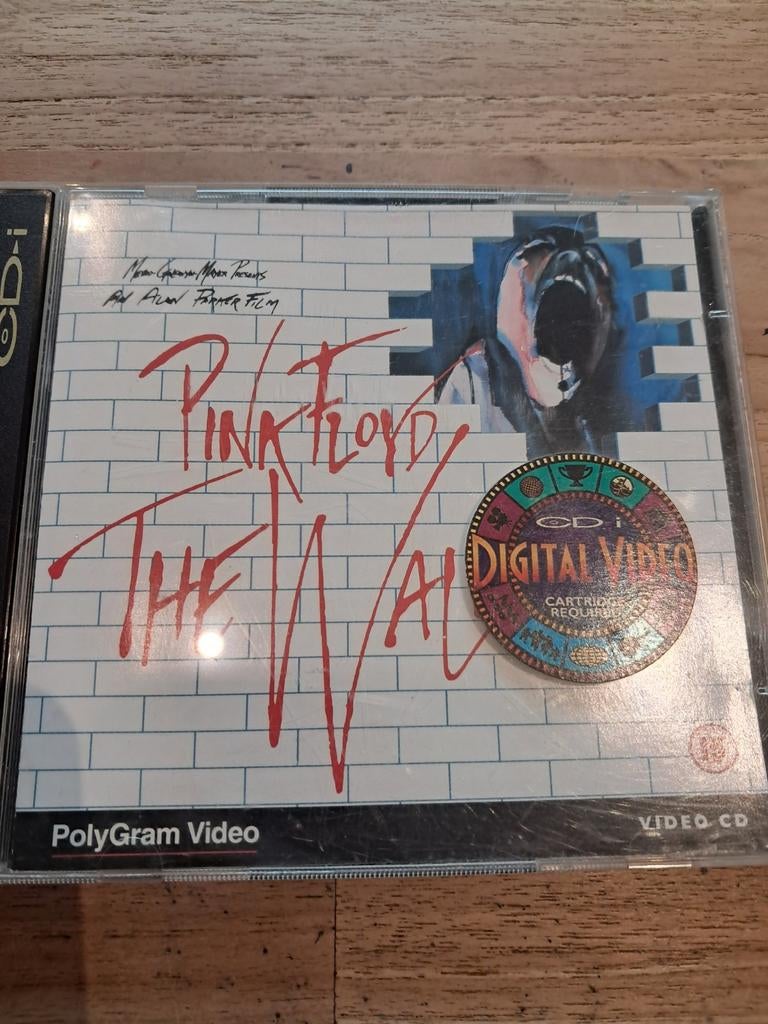 CD-i
METRO-GOLDWYN-MAYER PRESENTS
AN ALAN PARKER FILM
PINK FLOYD
THE WAL
CD i
DIGITAL VIDEO
CARTRIDGE
REQUIRED
PolyGram Video
VIDEO CD